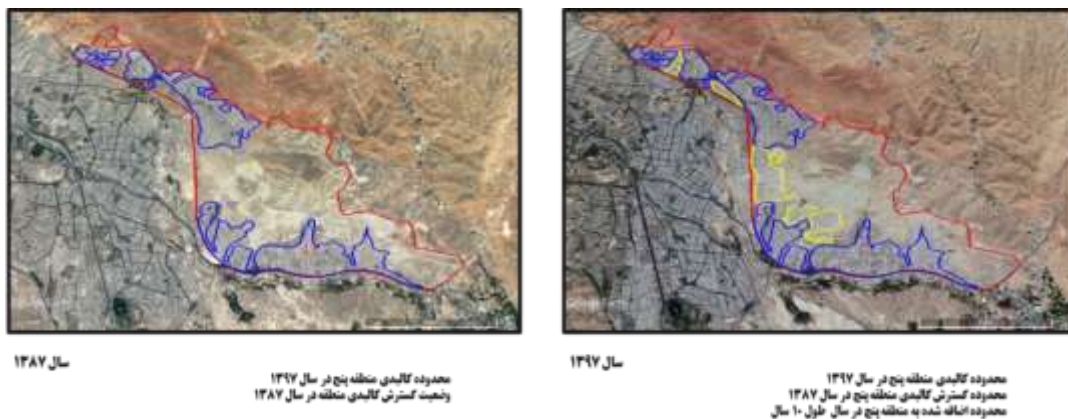 سال ۱۳۸۷
محدوده کالبدی منطقه پنج در سال ۱۳۹۷
وضعیت گسترش کالبدی منطقه در سال ۱۳۸۷
سال ۱۳۹۷
محدوده کالبدی منطقه پنج در سال ۱۳۹۷
محدوده گسترش کالبدی منطقه پنج در سال ۱۳۸۷
محدوده اضافه شده به منطقه پنج در سال طول ۱۰ سال